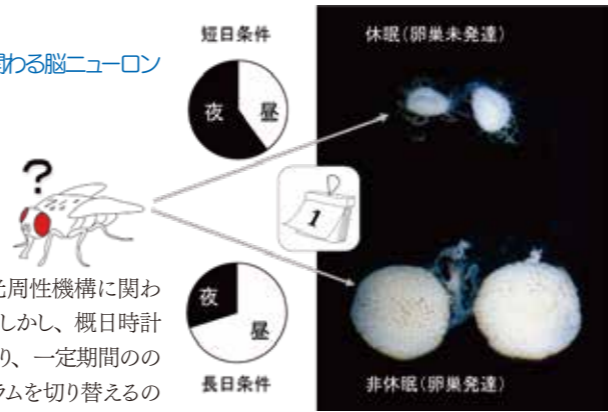 関わる脳ニューロン
短日条件
夜
昼
休眠(卵巣未発達)
?
1
光周性機構に関わ
しかし、概日時計
り、一定期間のの
ラムを切り替えるの
夜
昼
長日条件
非休眠(卵巣発達)